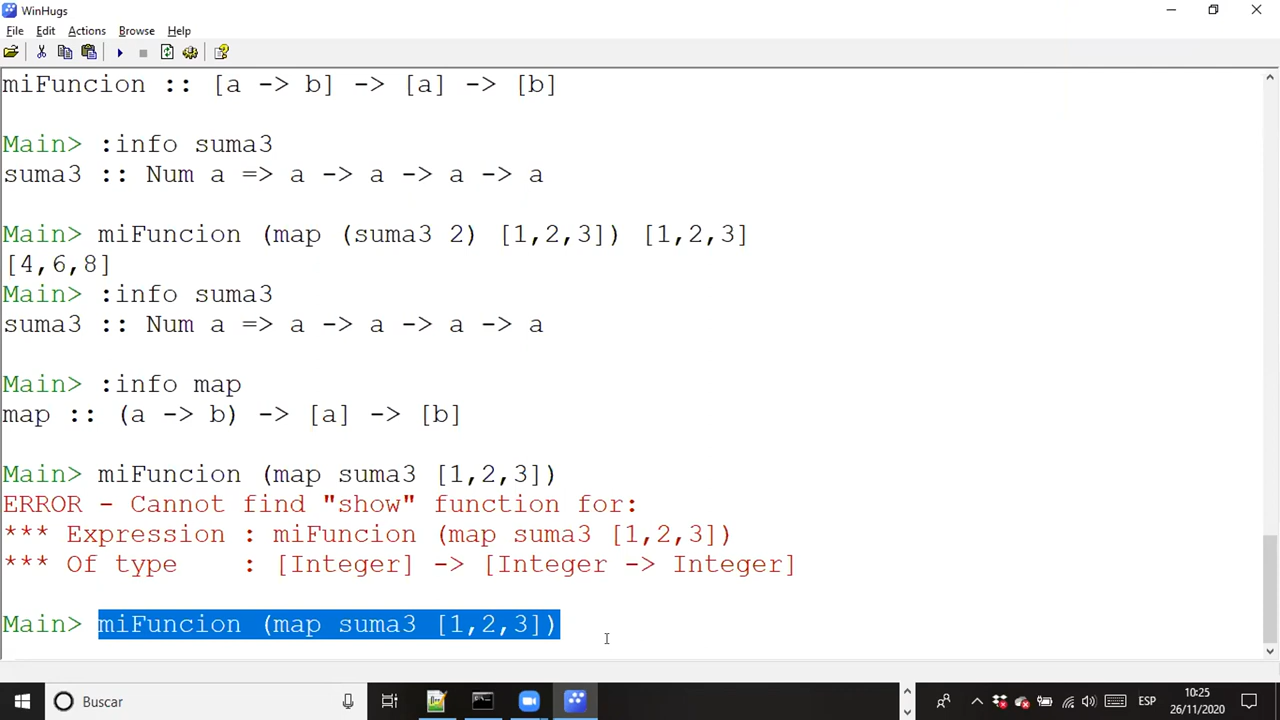 WinHugs
File Edit Actions Browse Help
miFuncion :: [a -> b] -> [a] -> [b]
Main> :info suma3
suma3 :: Num a => a -> a -> a -> a
Main> miFuncion (map (suma3 2) [1,2,3]) [1,2,3]
[4,6,8]
Main> :info suma3
suma3 :: Num a => a -> a -> a -> a
Main> :info map
map :: (a -> b) -> [a] -> [b]
Main> miFuncion (map suma3 [1,2,3])
ERROR - Cannot find "show" function for:
*** Expression : miFuncion (map suma3 [1,2,3])
*** Of type    : [Integer] -> [Integer -> Integer]
Main> miFuncion (map suma3 [1,2,3])
Buscar
ESP
10:25
26/11/2020